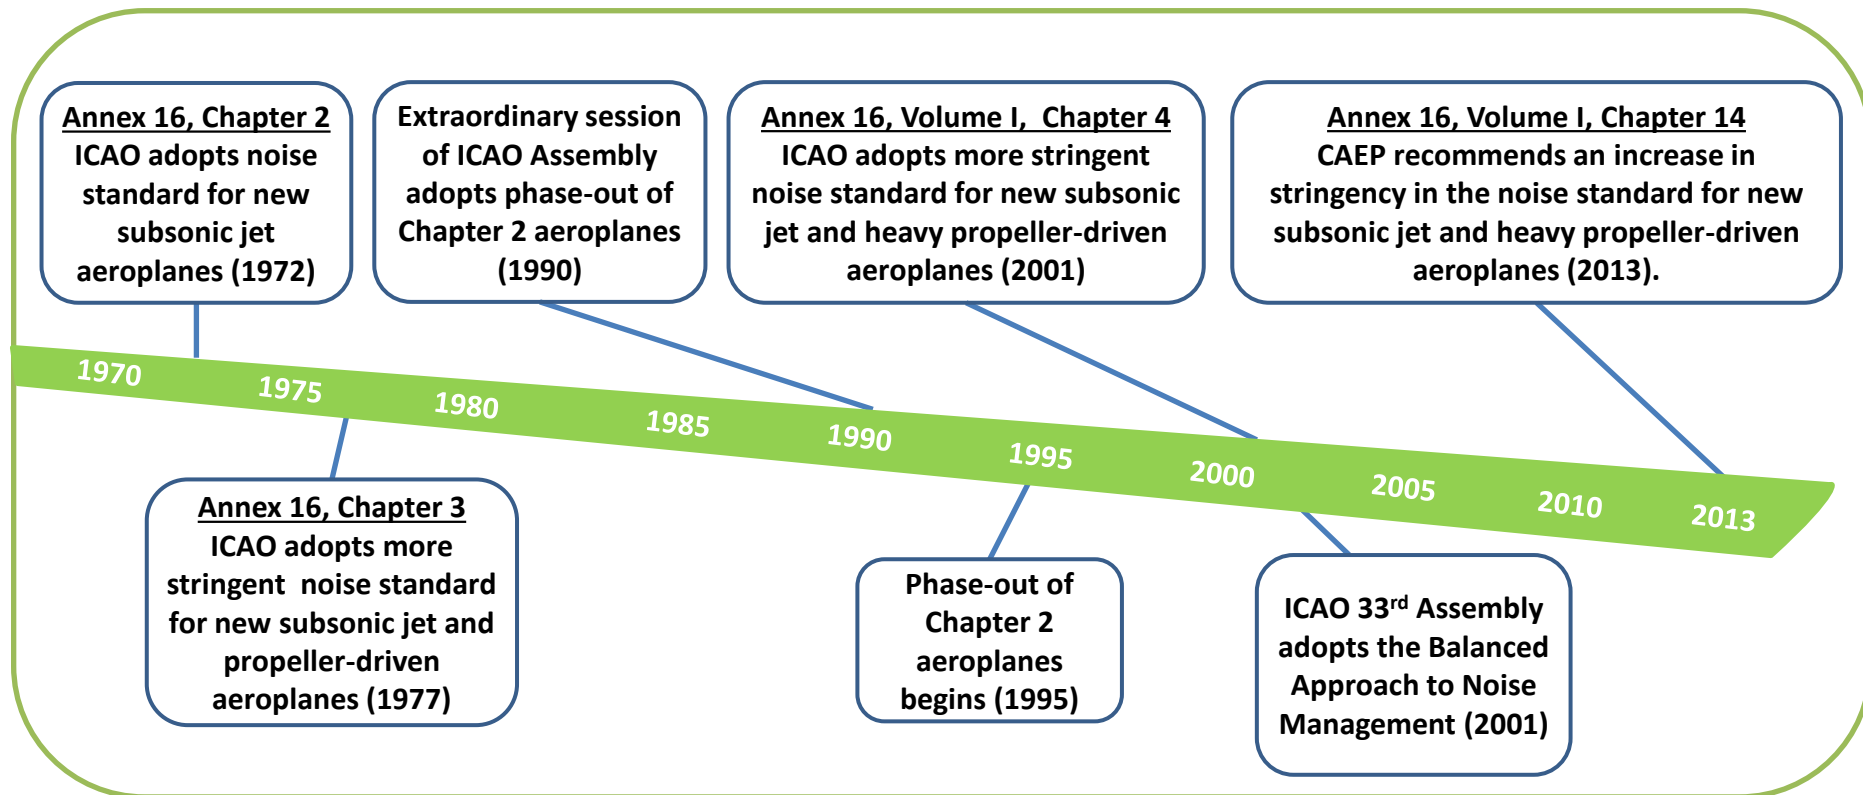 Annex 16, Chapter 2
ICAO adopts noise
standard for new
subsonic jet
aeroplanes (1972)
Extraordinary session
of ICAO Assembly
adopts phase-out of
Chapter 2 aeroplanes
(1990)
Annex 16, Volume I, Chapter 4
ICAO adopts more stringent
noise standard for new subsonic
jet and heavy propeller-driven
aeroplanes (2001)
Annex 16, Volume I, Chapter 14
CAEP recommends an increase in
stringency in the noise standard for new
subsonic jet and heavy propeller-driven
aeroplanes (2013).
1970
1975
1980
1985
1990
1995
2000
2005
2010
2013
Annex 16, Chapter 3
ICAO adopts more
stringent noise standard
for new subsonic jet and
propeller-driven
aeroplanes (1977)
Phase-out of
Chapter 2
aeroplanes
begins (1995)
ICAO 33rd Assembly
adopts the Balanced
Approach to Noise
Management (2001)